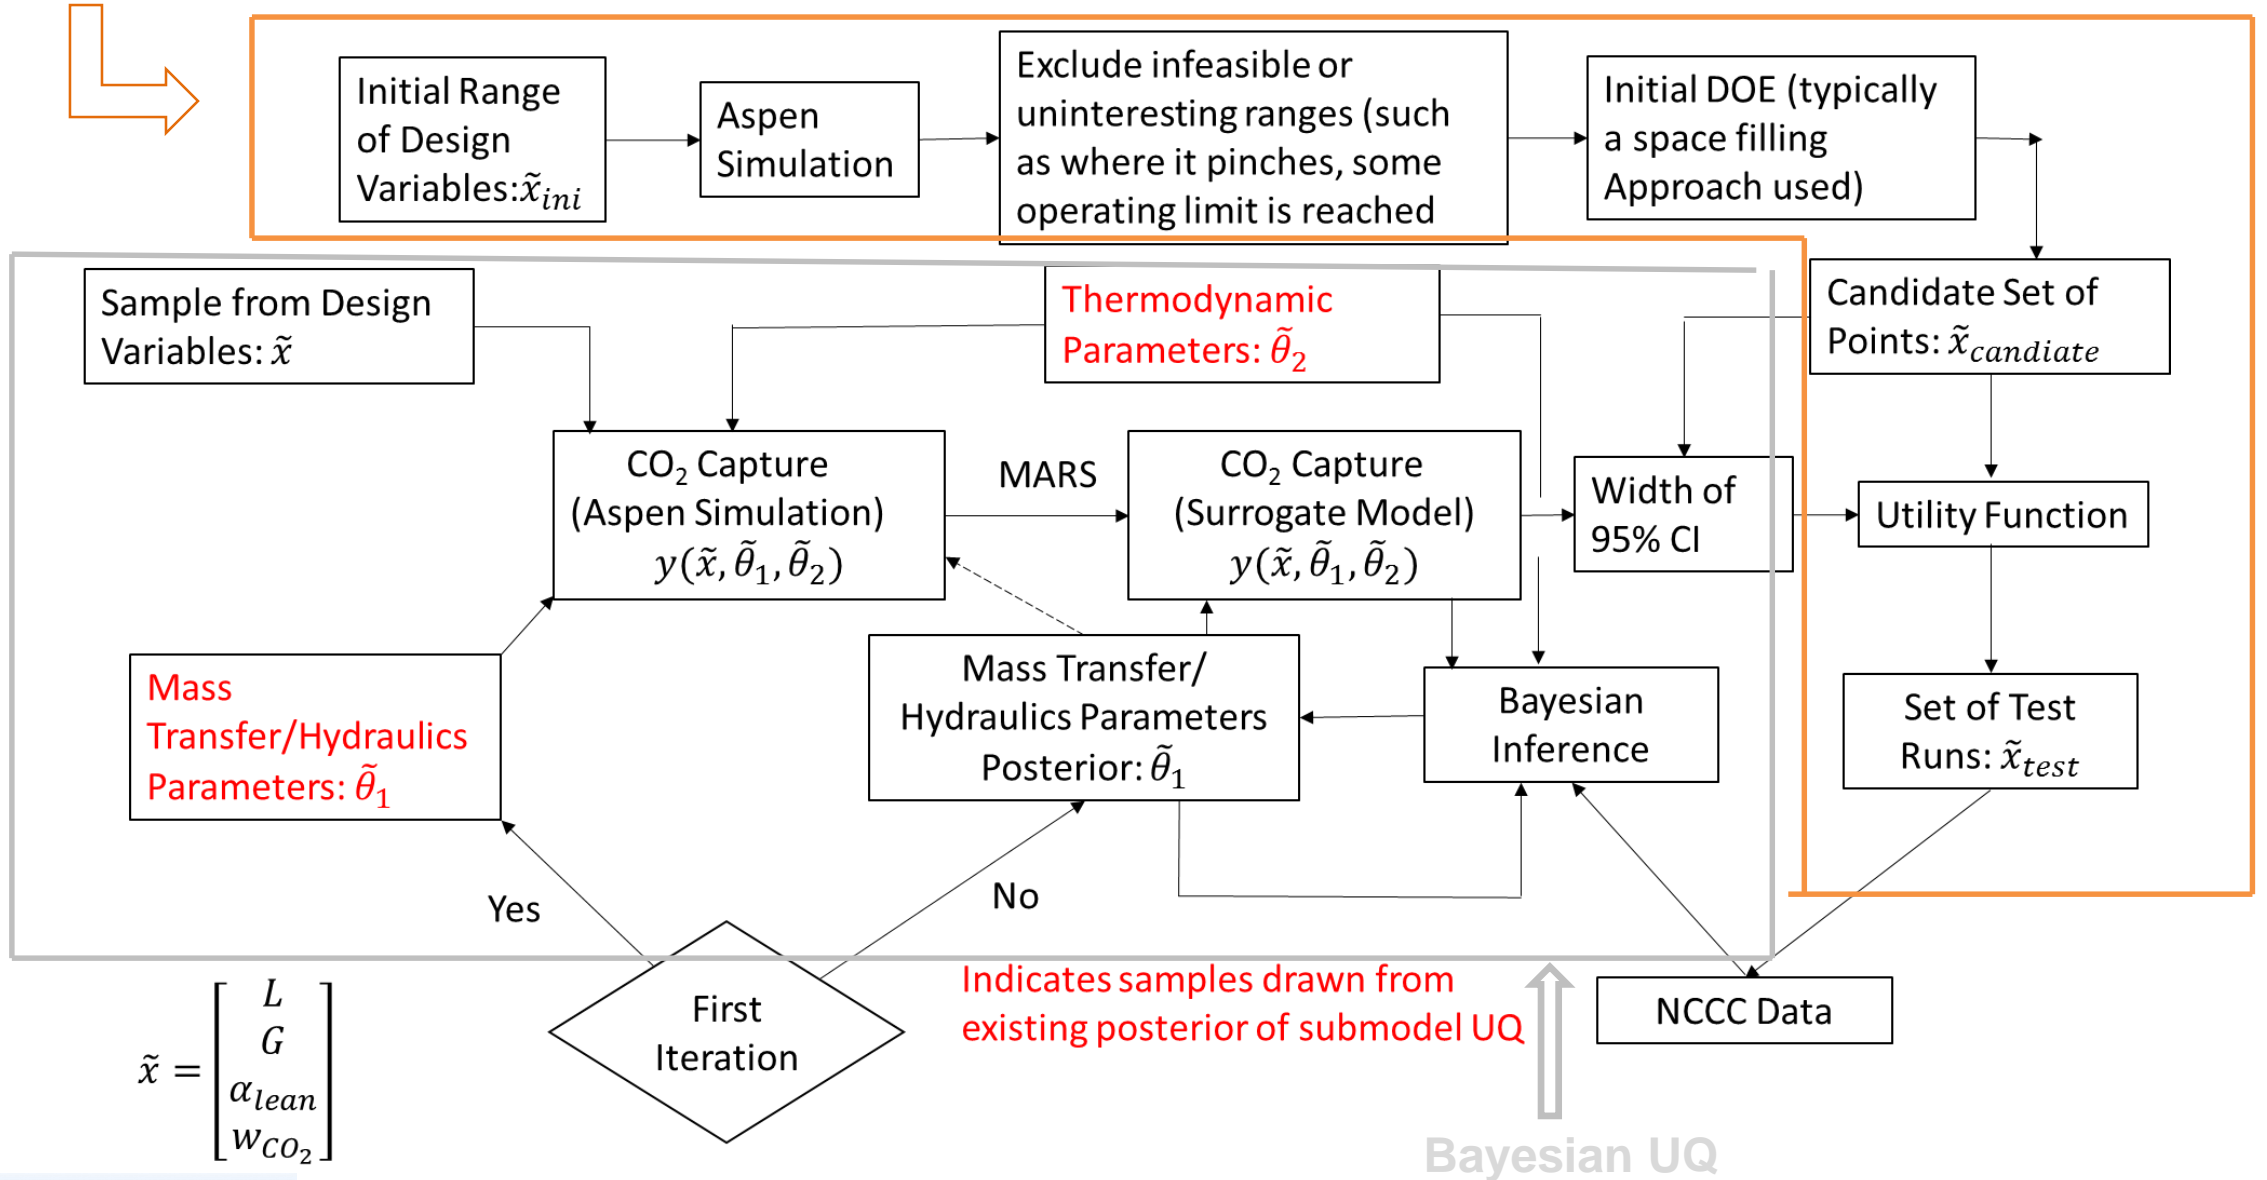 Initial Range
of Design
Variables:x̃ini
Aspen
Simulation
Exclude infeasible or
uninteresting ranges (such
as where it pinches, some
operating limit is reached
Initial DOE (typically
a space filling
Approach used)
Sample from Design
Variables: x̃
Thermodynamic
Parameters: θ̃2
Candidate Set of
Points: x̃candiate
CO2 Capture
(Aspen Simulation)
y(x̃, θ̃1, θ̃2)
MARS
CO2 Capture
(Surrogate Model)
y(x̃, θ̃1, θ̃2)
Width of
95% CI
Utility Function
Mass
Transfer/Hydraulics
Parameters: θ̃1
Mass Transfer/
Hydraulics Parameters
Posterior: θ̃1
Bayesian
Inference
Set of Test
Runs: x̃test
Yes
No
First
Iteration
Indicates samples drawn from
existing posterior of submodel UQ
NCCC Data
x̃ =
L
G
αlean
wCO2
Bayesian UQ